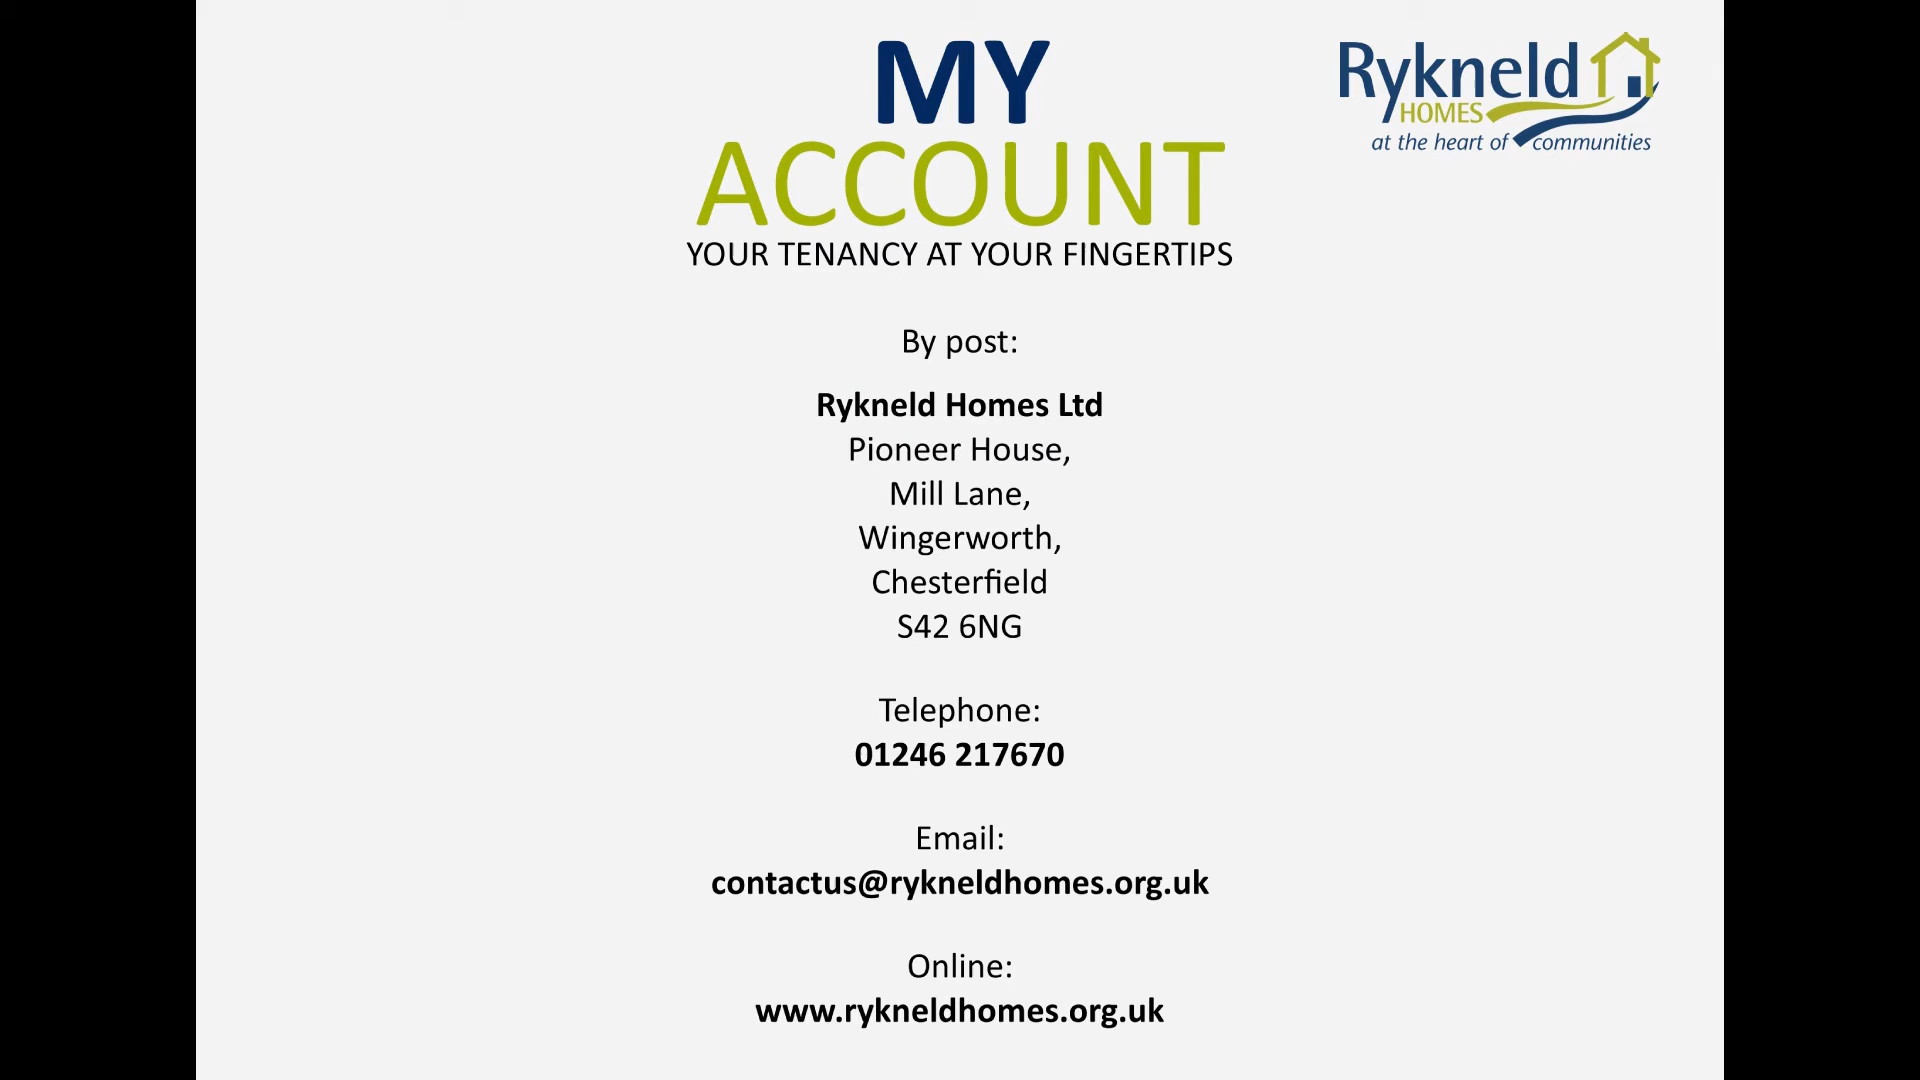 MY
ACCOUNT
YOUR TENANCY AT YOUR FINGERTIPS
Rykneld
HOMES
at the heart of communities
By post:
Rykneld Homes Ltd
Pioneer House,
Mill Lane,
Wingerworth,
Chesterfield
S42 6NG
Telephone:
01246 217670
Email:
contactus@rykneldhomes.org.uk
Online:
www.rykneldhomes.org.uk